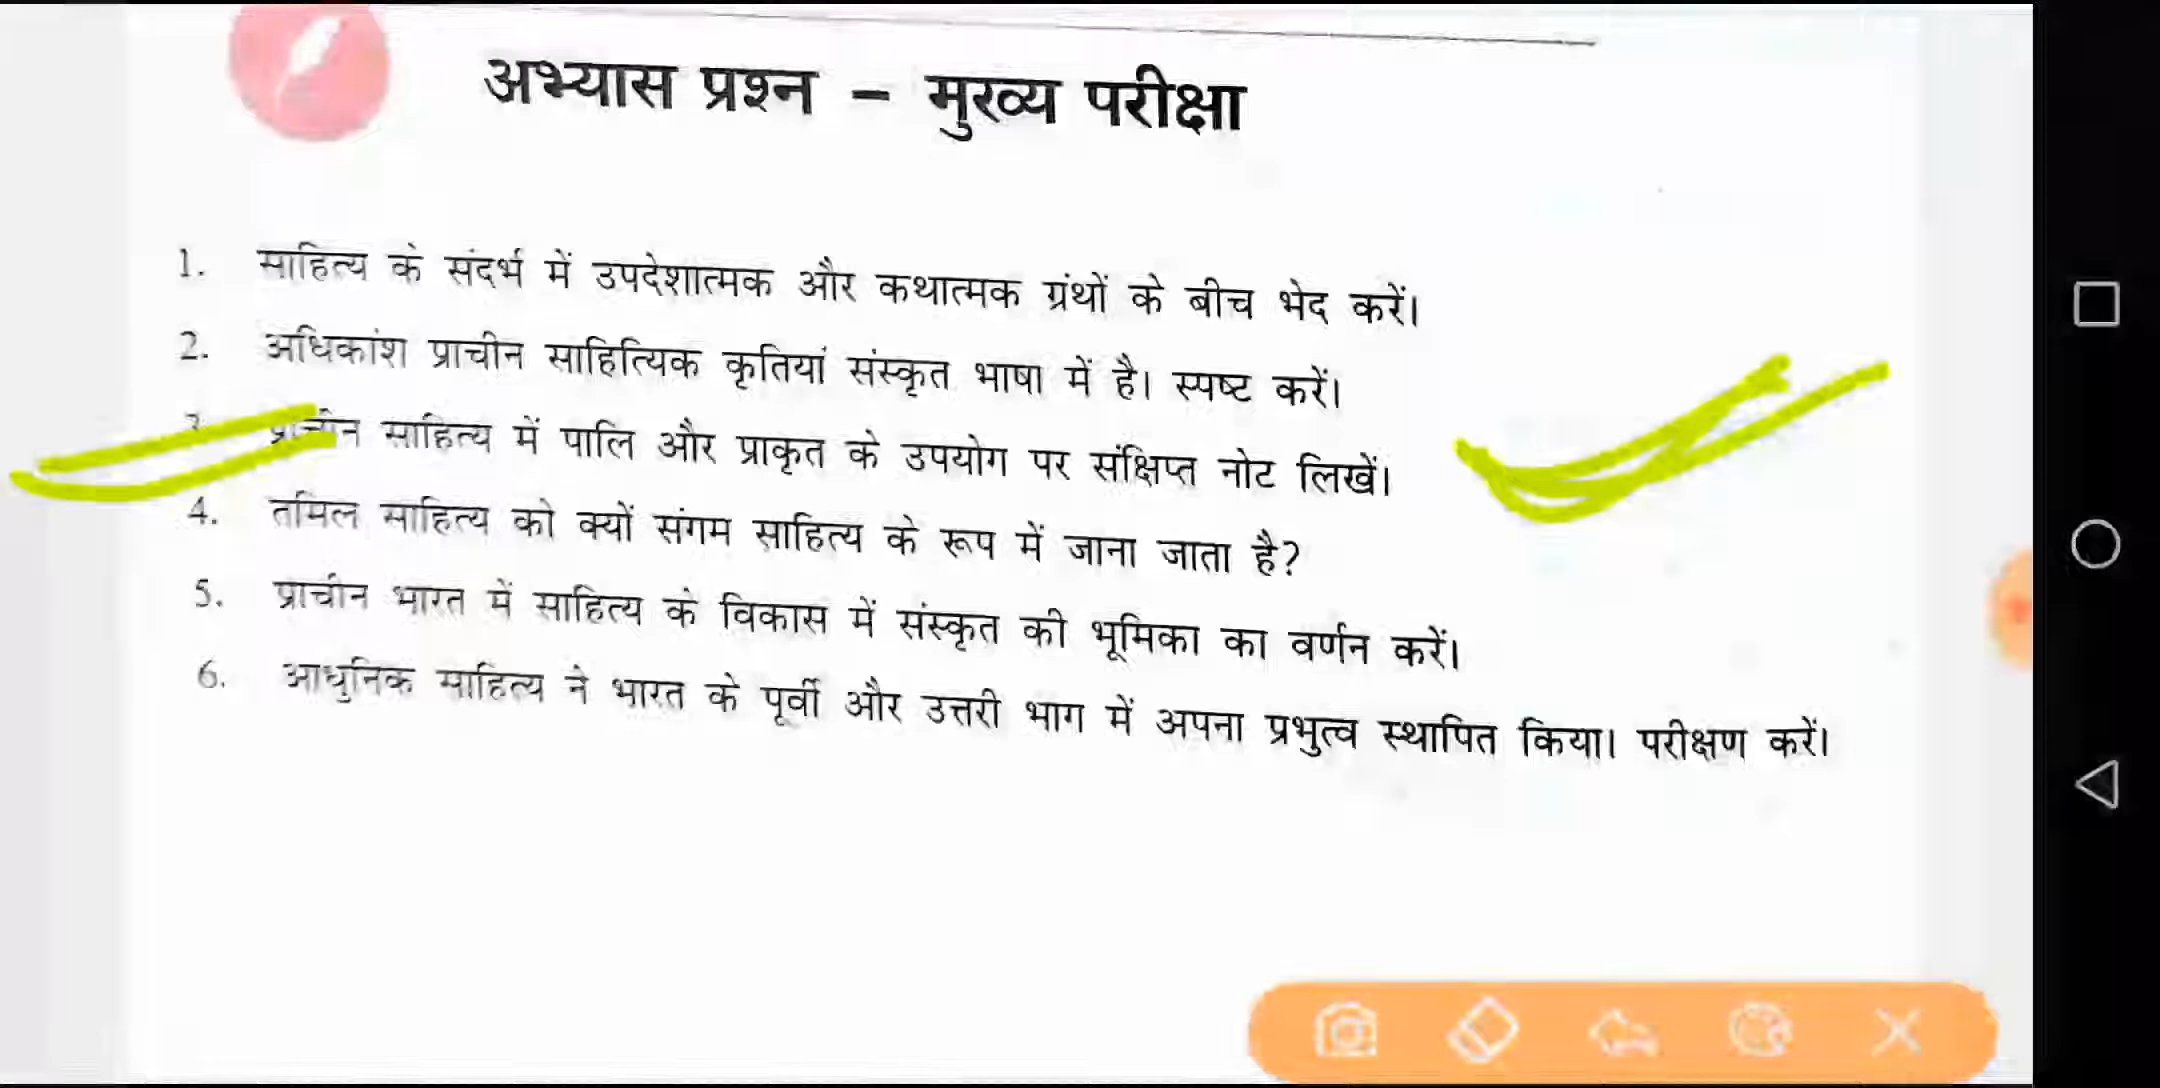 अभ्यास प्रश्न – मुख्य परीक्षा
1. साहित्य के संदर्भ में उपदेशात्मक और कथात्मक ग्रंथों के बीच भेद करें।
2. अधिकांश प्राचीन साहित्यिक कृतियां संस्कृत भाषा में है। स्पष्ट करें।
3. प्राचीन साहित्य में पालि और प्राकृत के उपयोग पर संक्षिप्त नोट लिखें।
4. तमिल साहित्य को क्यों संगम साहित्य के रूप में जाना जाता है?
5. प्राचीन भारत में साहित्य के विकास में संस्कृत की भूमिका का वर्णन करें।
6. आधुनिक साहित्य ने भारत के पूर्वी और उत्तरी भाग में अपना प्रभुत्व स्थापित किया। परीक्षण करें।